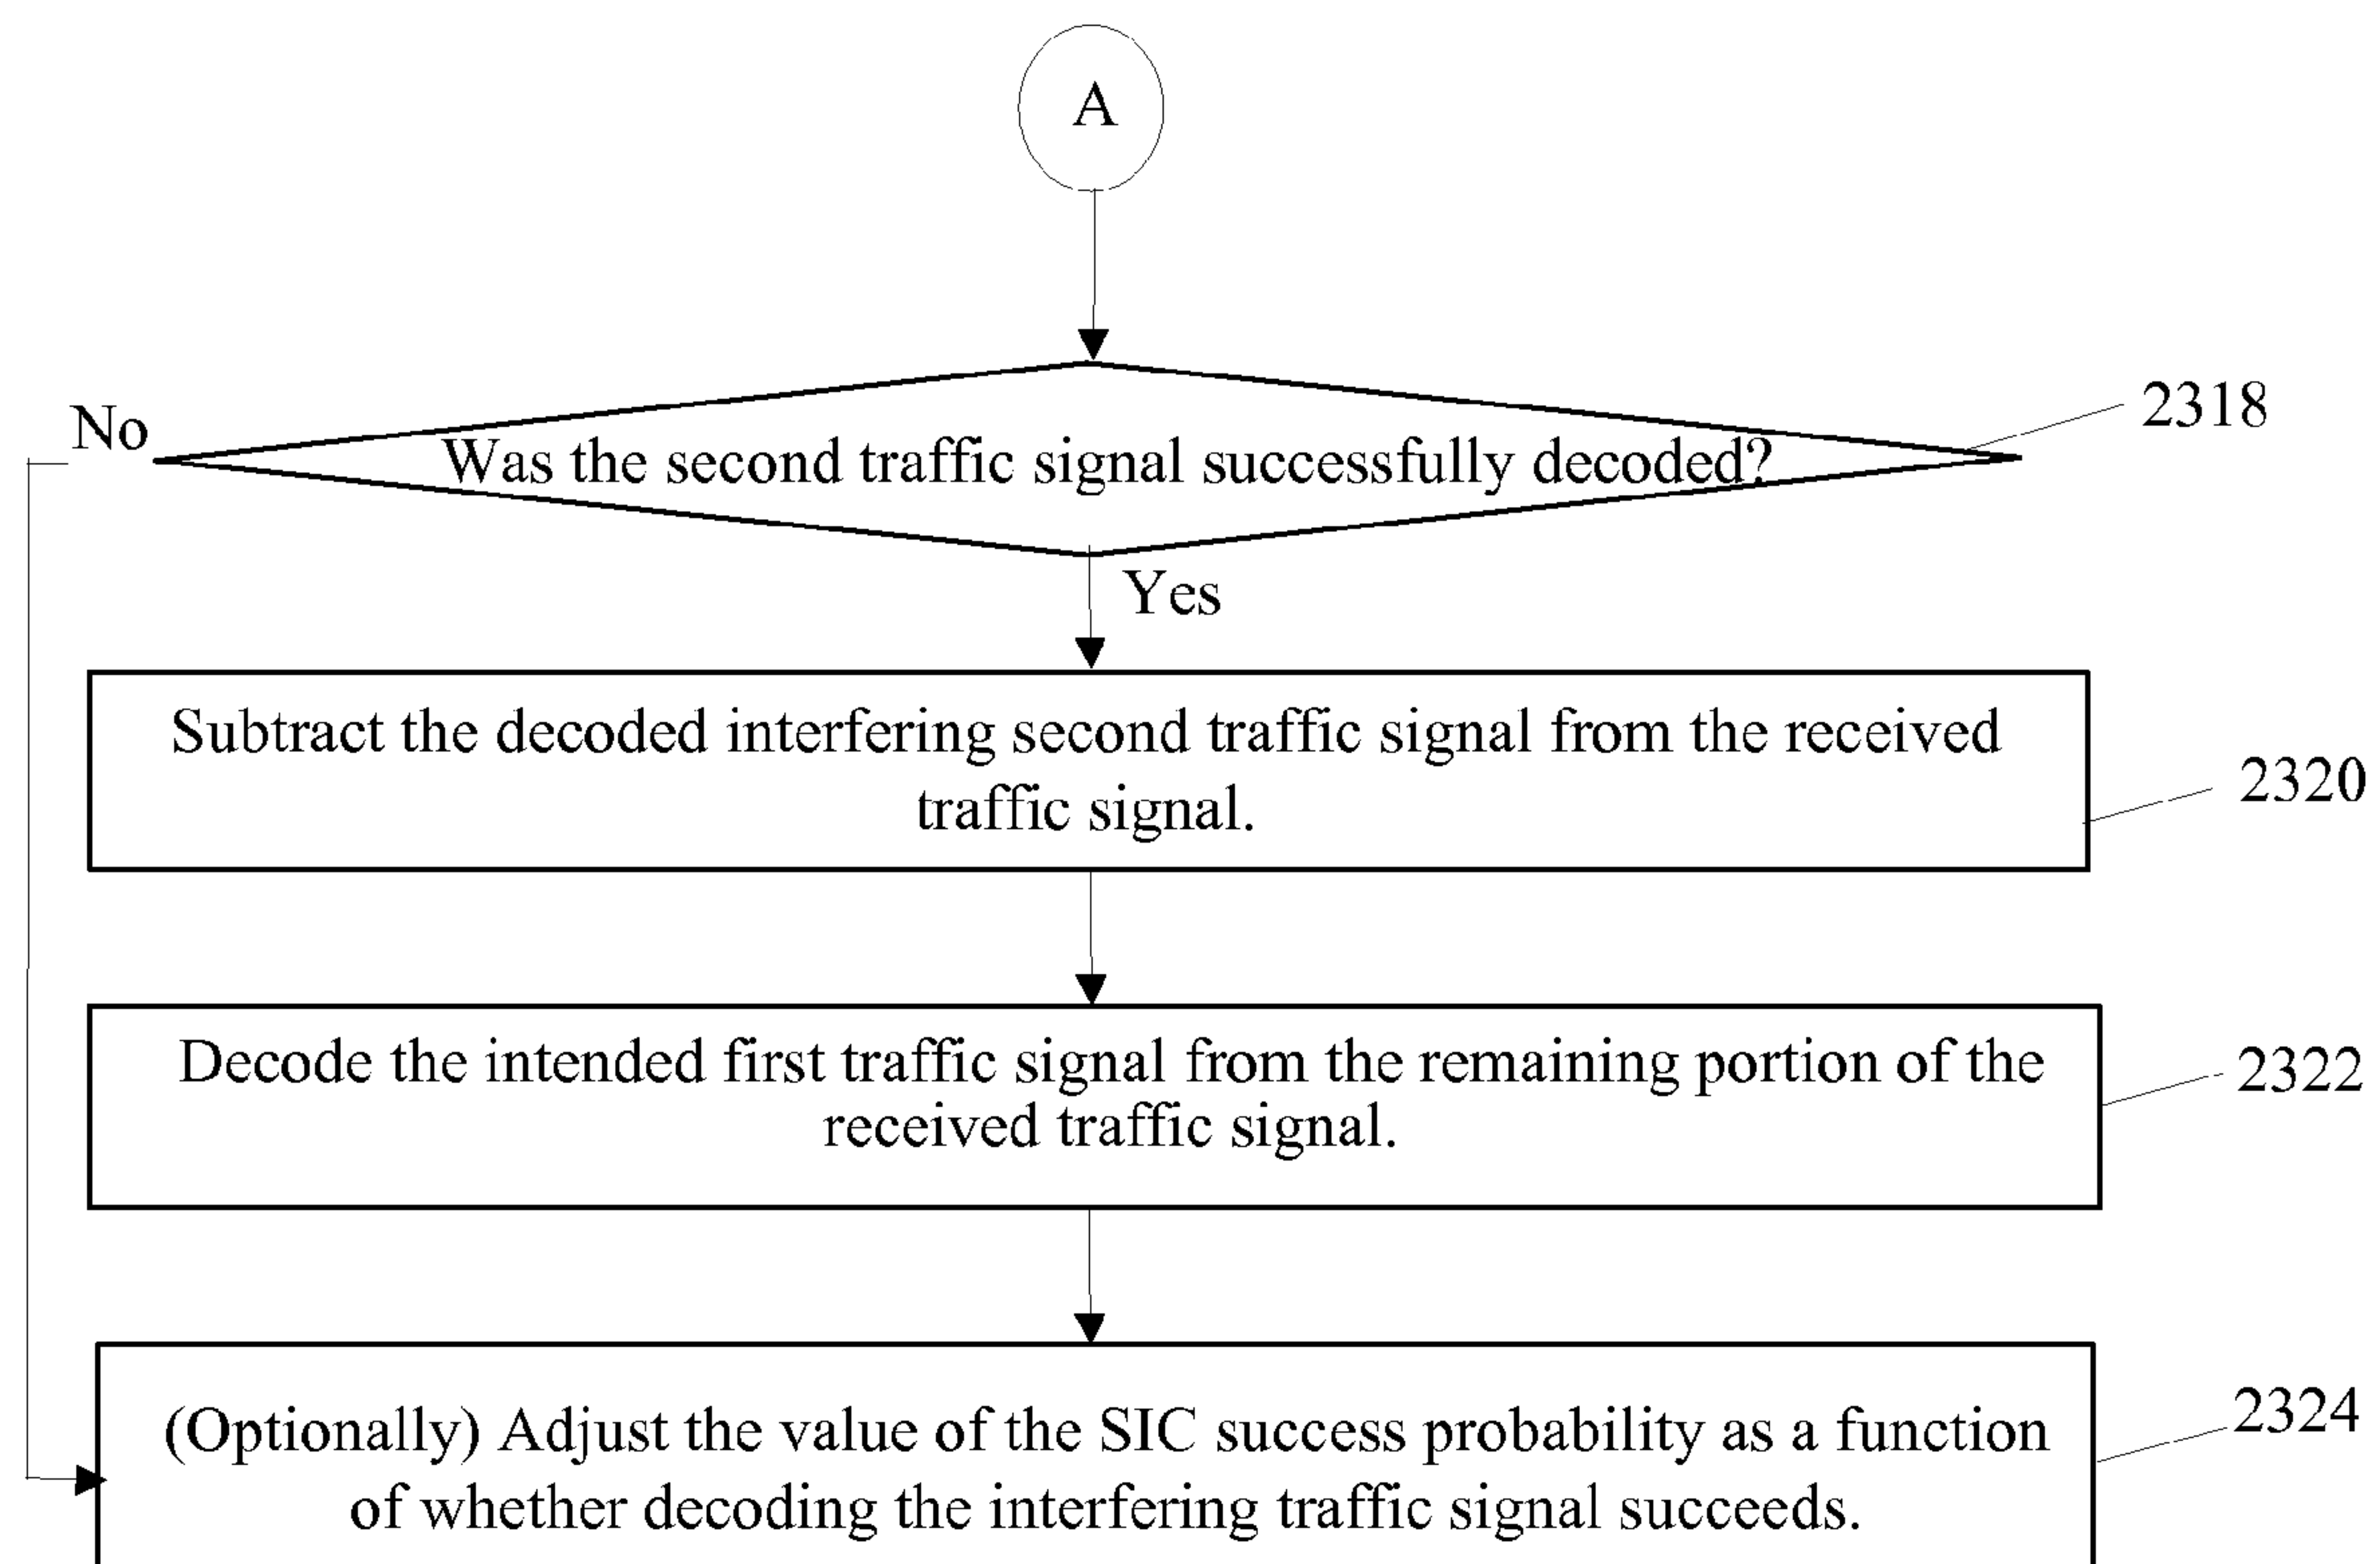 A
2318
No
Was the second traffic signal successfully decoded?
Yes
Subtract the decoded interfering second traffic signal from the received
traffic signal.
2320
Decode the intended first traffic signal from the remaining portion of the
received traffic signal.
2322
(Optionally) Adjust the value of the SIC success probability as a function
of whether decoding the interfering traffic signal succeeds.
2324